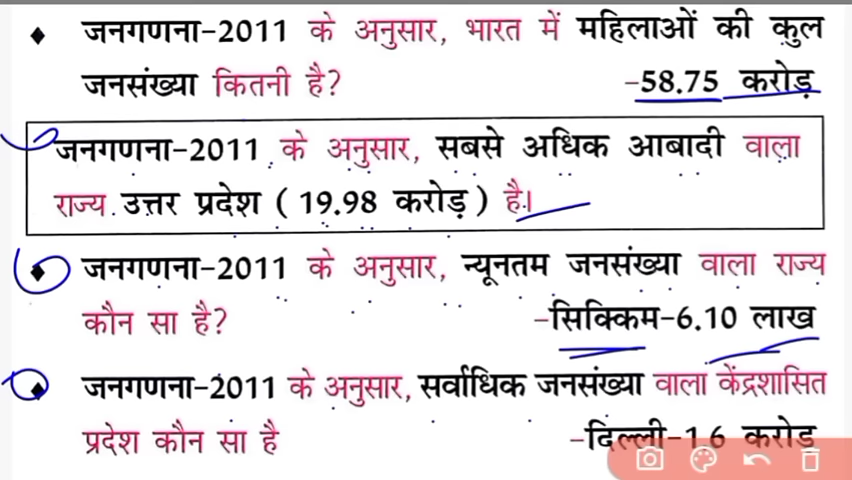 ♦ जनगणना-2011 के अनुसार, भारत में महिलाओं की कुल
जनसंख्या कितनी है? -58.75 करोड़
जनगणना-2011 के अनुसार, सबसे अधिक आबादी वाला
राज्य उत्तर प्रदेश ( 19.98 करोड़ ) है।
♦ जनगणना-2011 के अनुसार, न्यूनतम जनसंख्या वाला राज्य
कौन सा है? -सिक्किम-6.10 लाख
♦ जनगणना-2011 के अनुसार, सर्वाधिक जनसंख्या वाला केंद्रशासित
प्रदेश कौन सा है -दिल्ली-1.6 करोड़